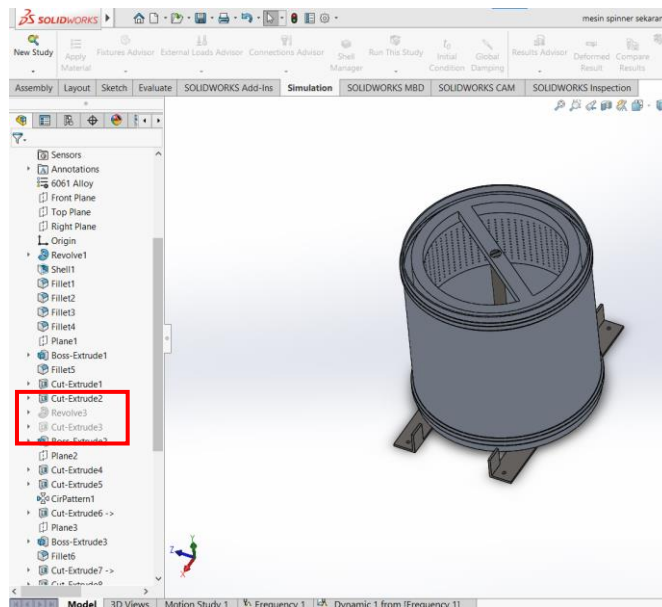 SOLIDWORKS
mesin spinner sekaran
New Study
Apply Material
Fixtures Advisor
External Loads Advisor
Connections Advisor
Shell Manager
Run This Study
Initial Condition
Global Damping
Results Advisor
Deformed Result
Compare Results
Assembly Layout Sketch Evaluate SOLIDWORKS Add-Ins Simulation SOLIDWORKS MBD SOLIDWORKS CAM SOLIDWORKS Inspection
Sensors
Annotations
6061 Alloy
Front Plane
Top Plane
Right Plane
Origin
Revolve1
Shell1
Fillet1
Fillet2
Fillet3
Fillet4
Plane1
Boss-Extrude1
Fillet5
Cut-Extrude1
Cut-Extrude2
Revolve3
Cut-Extrude3
Boss-Extrude2
Plane2
Cut-Extrude4
Cut-Extrude5
CirPattern1
Cut-Extrude6 ->
Plane3
Boss-Extrude3
Fillet6
Cut-Extrude7 ->
Cut-Extrude8
Y
Z
X
Model 3D Views Motion Study 1 Frequency 1 Dynamic 1 from [Frequency 1]